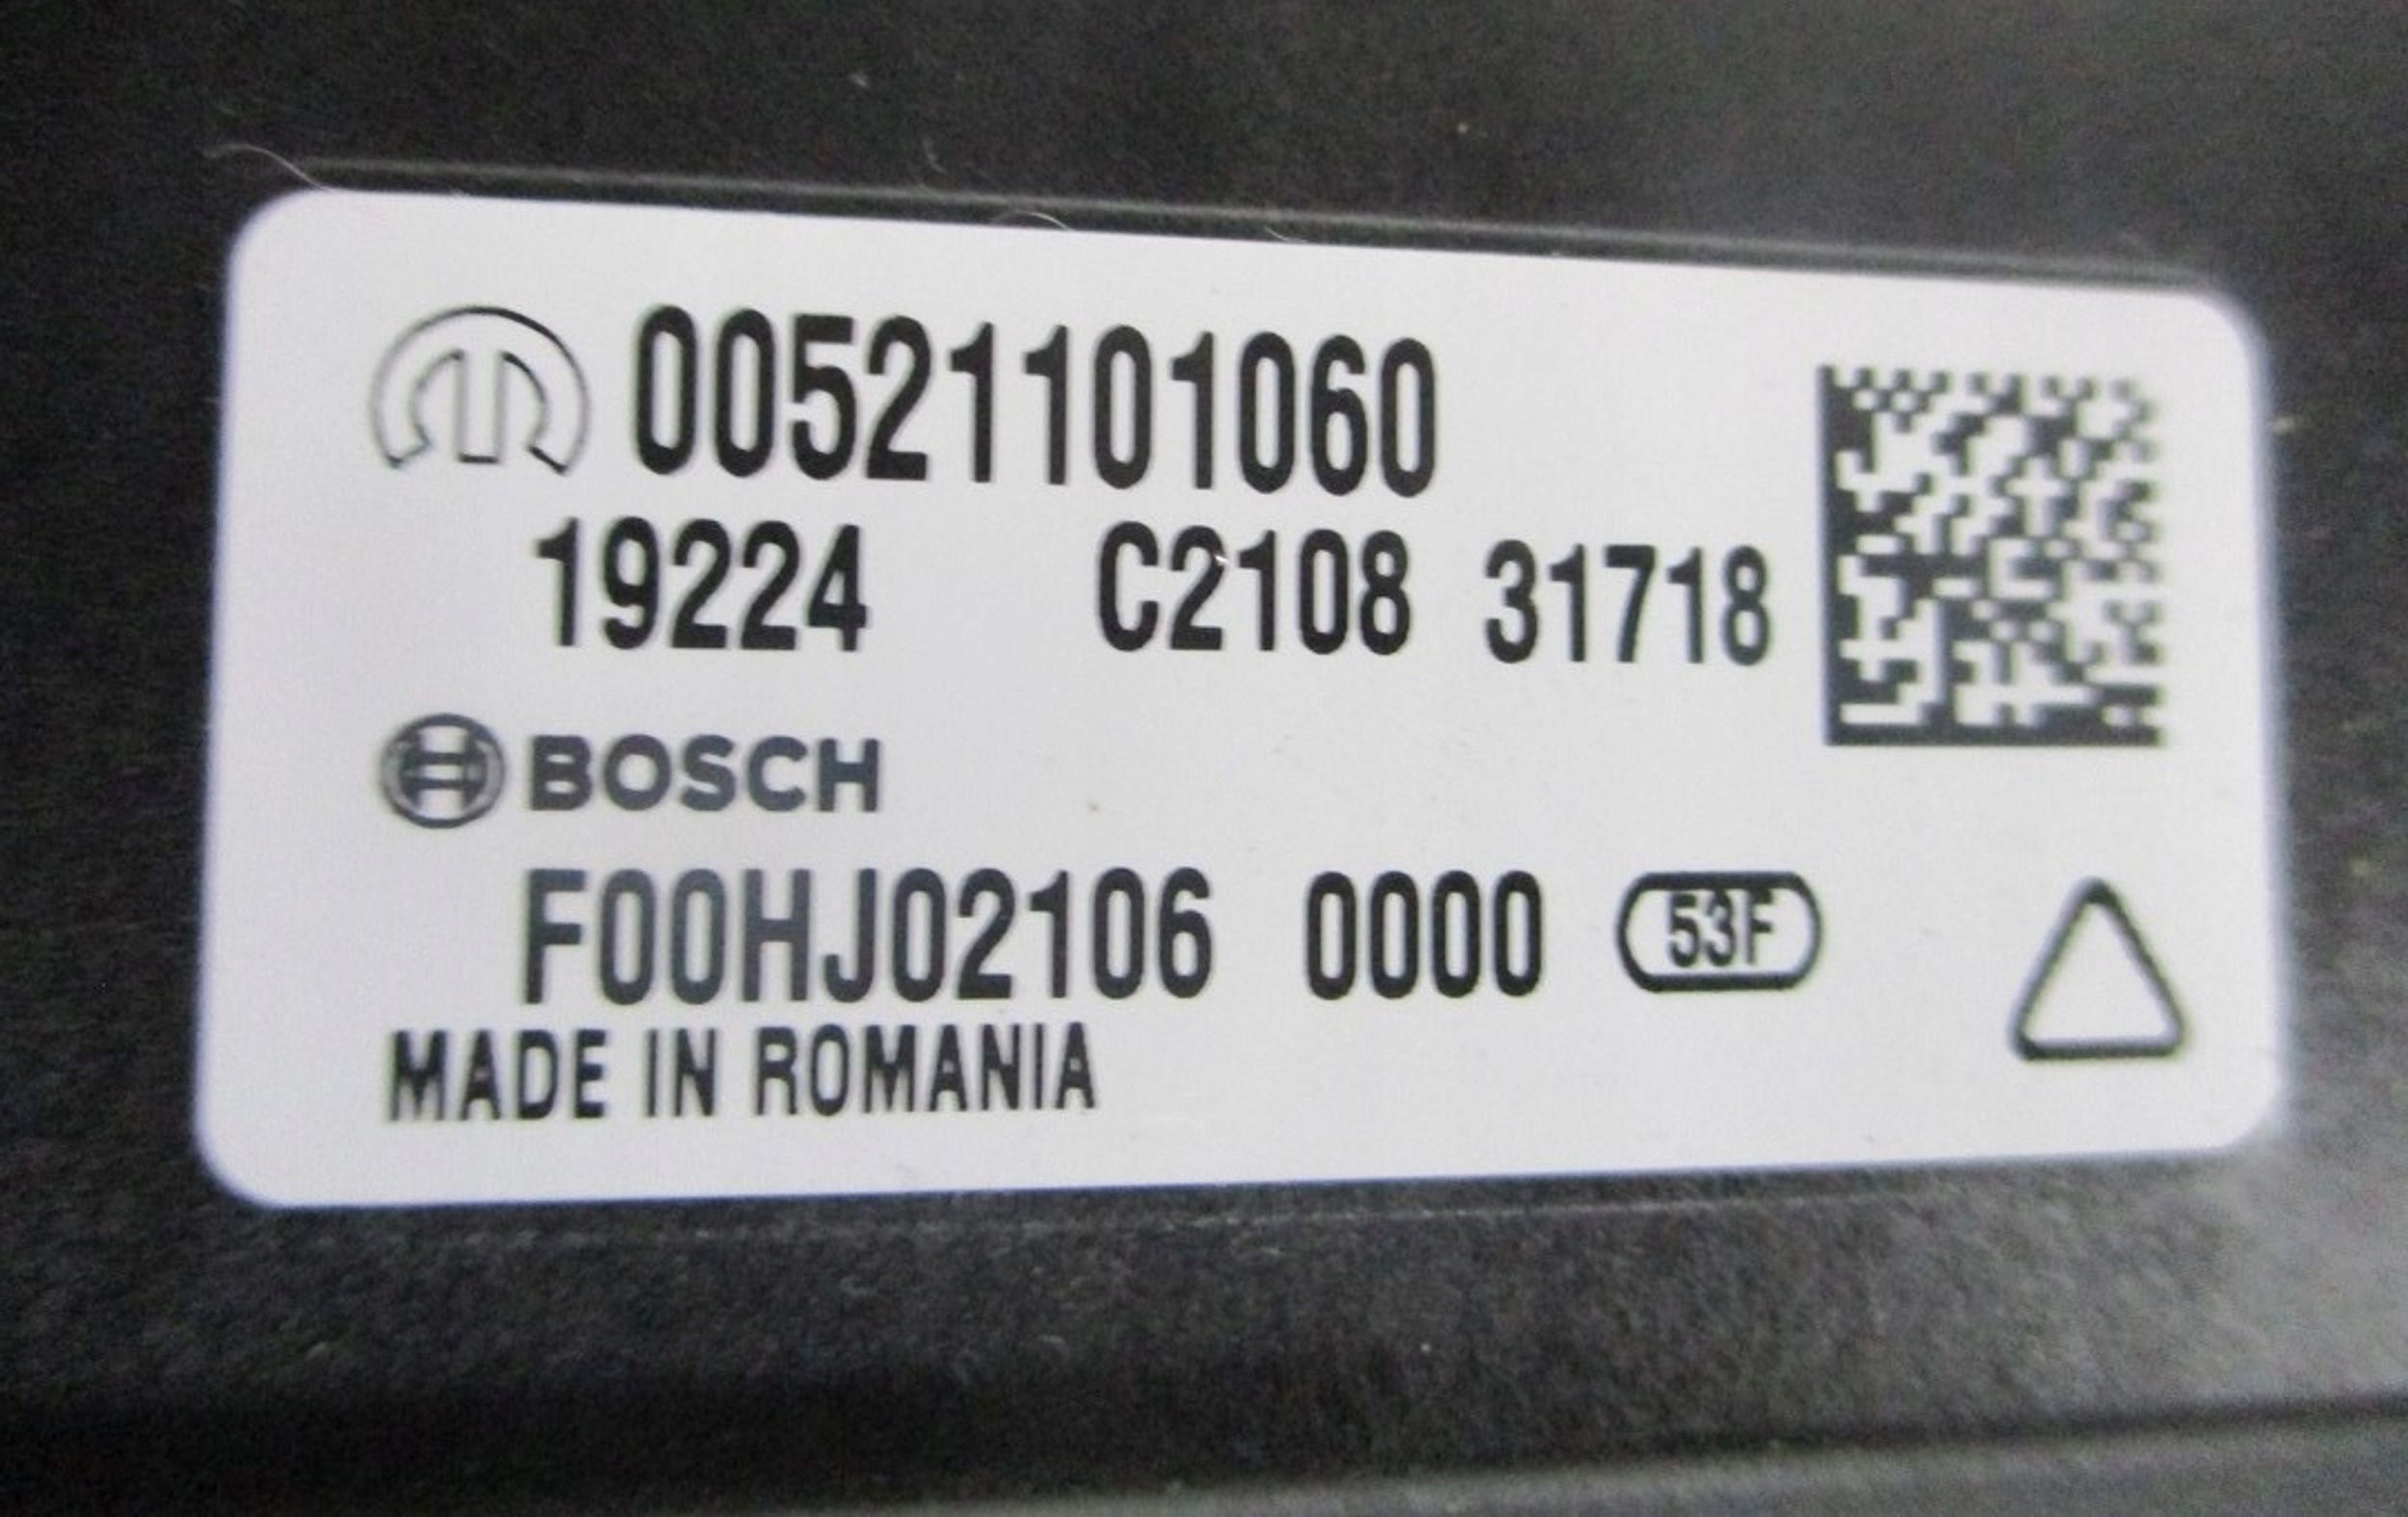 00521101060
19224 C2108 31718
BOSCH
F00HJ02106 0000 53F
MADE IN ROMANIA